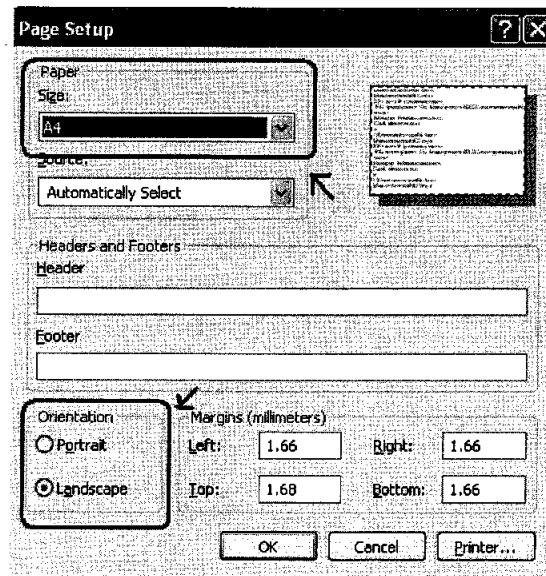 Page Setup
Paper
Size:
A4
Source:
Automatically Select
Headers and Footers
Header
Footer
Orientation
Portrait
Landscape
Margins (millimeters)
Left: 1.66 Right: 1.66
Top: 1.68 Bottom: 1.66
OK Cancel Printer...